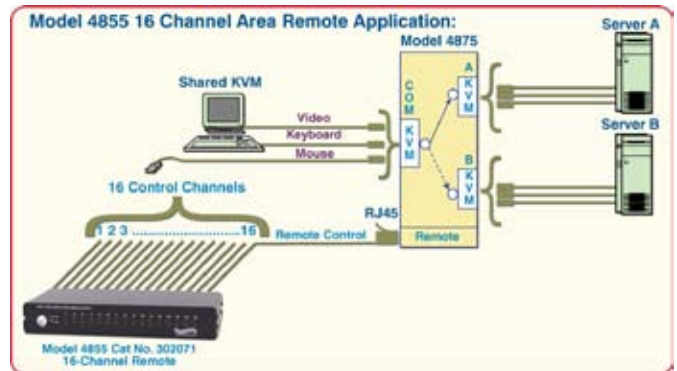 Model 4855 16 Channel Area Remote Application:
Server A
Model 4875
Shared KVM
A
KVM
COM
KVM
Video
Keyboard
Mouse
Server B
B
KVM
16 Control Channels
RJ45
1 2 3 ............................16
Remote Control
Remote
Model 4855 Cat No. 302071
16-Channel Remote